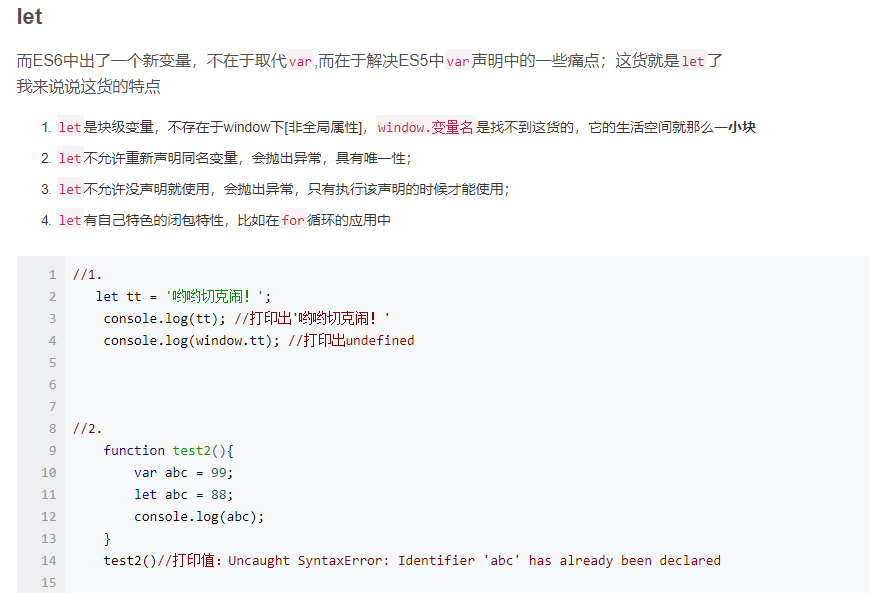 let
而ES6中出了一个新变量，不在于取代var,而在于解决ES5中var声明中的一些痛点；这货就是let了
我来说说这货的特点
1. let是块级变量，不存在于window下[非全局属性]，window.变量名是找不到这货的，它的生活空间就那么一小块
2. let不允许重新声明同名变量，会抛出异常，具有唯一性；
3. let不允许没声明就使用，会抛出异常，只有执行该声明的时候才能使用；
4. let有自己特色的闭包特性，比如在for循环的应用中
1 //1.
2 let tt = '哟哟切克闹！';
3 console.log(tt); //打印出'哟哟切克闹！'
4 console.log(window.tt); //打印出undefined
5
6
7
8 //2.
9 function test2(){
10 var abc = 99;
11 let abc = 88;
12 console.log(abc);
13 }
14 test2()//打印值：Uncaught SyntaxError: Identifier 'abc' has already been declared
15